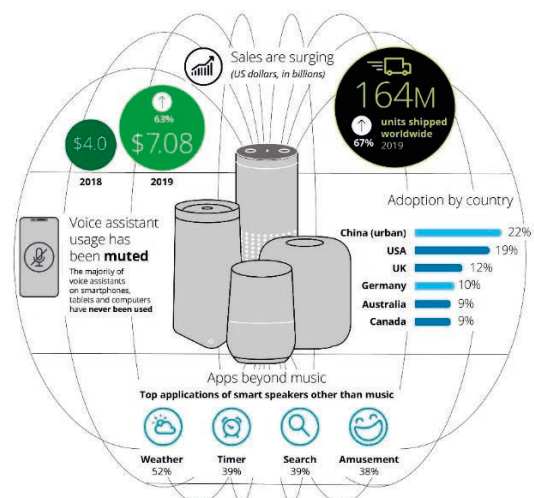 Sales are surging
(US dollars, in billions)
63%
$4.0
$7.08
2018
2019
164M
units shipped
worldwide
2019
67%
Voice assistant
usage has
been muted
The majority of
voice assistants
on smartphones,
tablets and computers
have never been used
Adoption by country
China (urban) 22%
USA 19%
UK 12%
Germany 10%
Australia 9%
Canada 9%
Apps beyond music
Top applications of smart speakers other than music
Weather
52%
Timer
39%
Search
39%
Amusement
38%